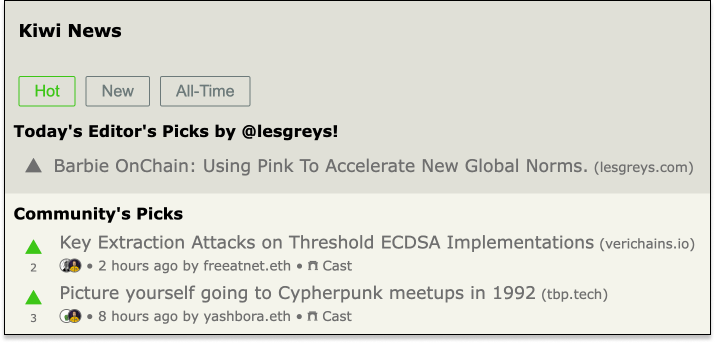 Kiwi News
Hot New All-Time
Today's Editor's Picks by @lesgreys!
Barbie OnChain: Using Pink To Accelerate New Global Norms. (lesgreys.com)
Community's Picks
Key Extraction Attacks on Threshold ECDSA Implementations (verichains.io)
2 • 2 hours ago by freeatnet.eth • Cast
Picture yourself going to Cypherpunk meetups in 1992 (tbp.tech)
3 • 8 hours ago by yashbora.eth • Cast